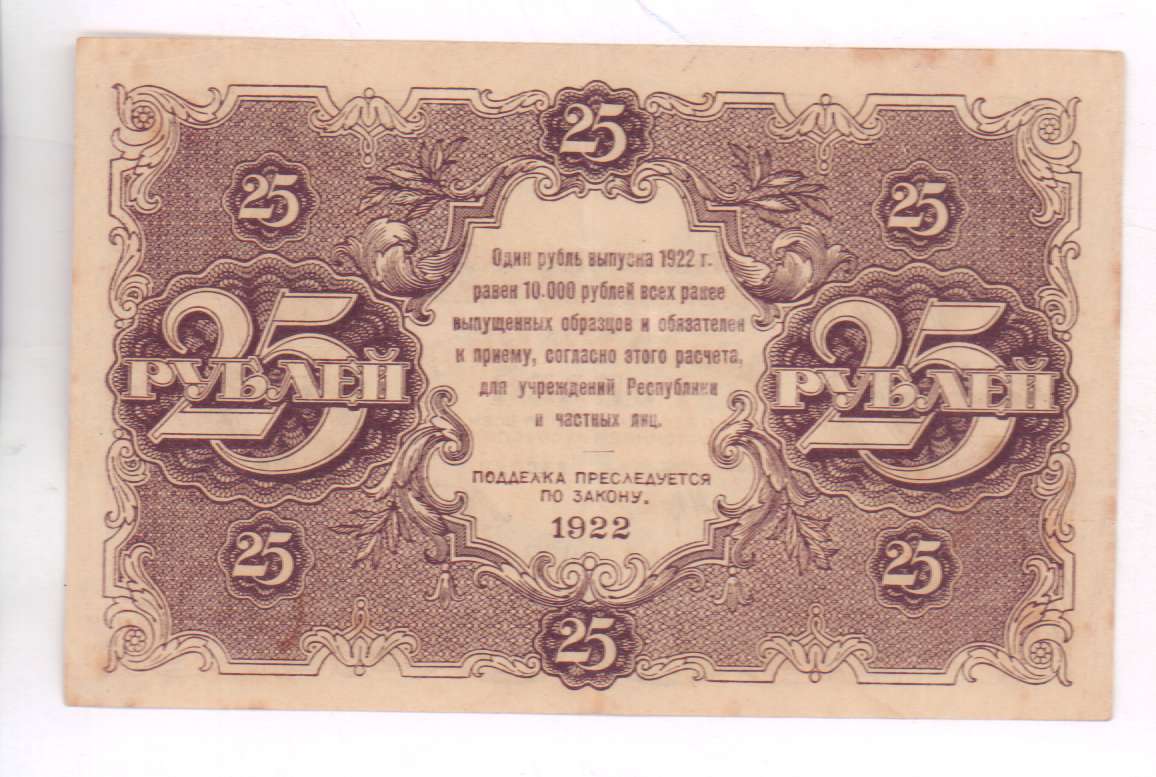 25
25
25
25 РУБЛЕЙ
25 РУБЛЕЙ
Один рубль выпуска 1922 г.
равен 10.000 рублей всех ранее
выпущенных образцов и обязателен
к приему, согласно этого расчета,
для учреждений Республики
и частных лиц.
ПОДДЕЛКА ПРЕСЛЕДУЕТСЯ
ПО ЗАКОНУ.
1922
25
25
25